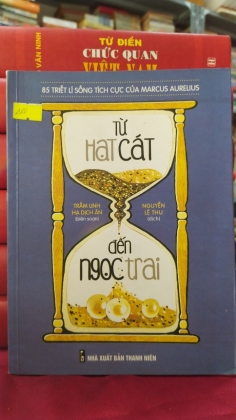 TỪ ĐIỂN
CHỨC QUAN
VIỆT NAM
VĂN NINH
85 TRIẾT LÍ SỐNG TÍCH CỰC CỦA MARCUS AURELIUS
TỪ
HẠT CÁT
TRẦM LINH
HẠ DỊCH ÂN
(biên soạn)
NGUYỄN
LỆ THU
(dịch)
đến
ngọc trai
NHÀ XUẤT BẢN THANH NIÊN